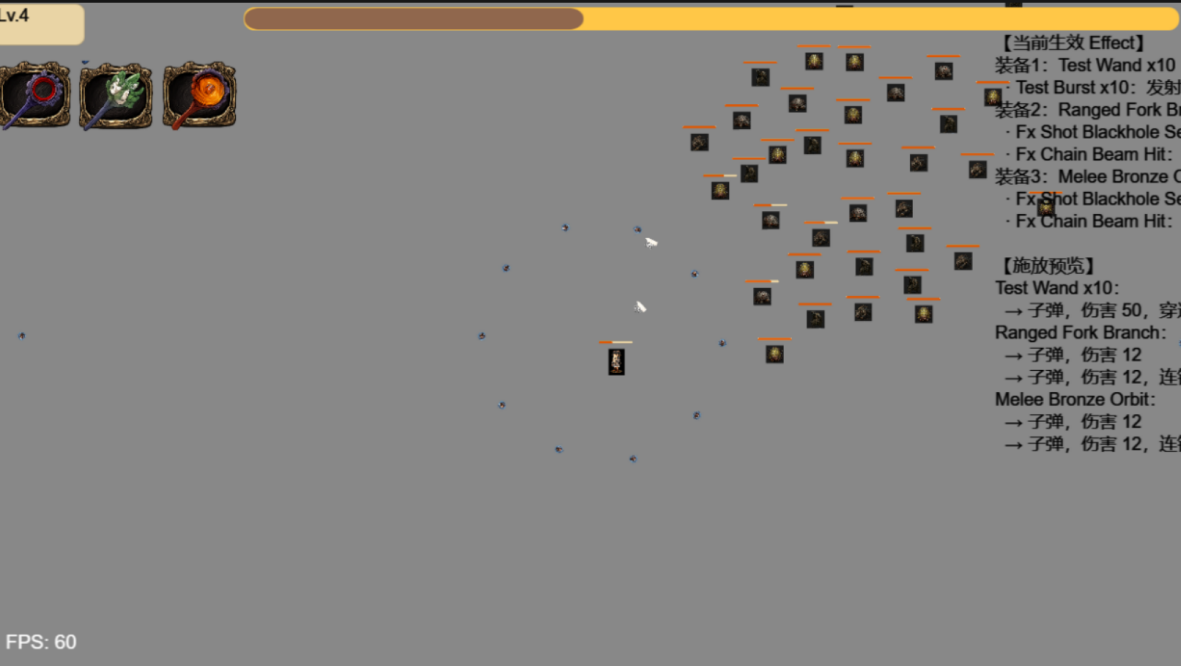 Lv.4
【当前生效 Effect】
装备1：Test Wand x10
· Test Burst x10：发射
装备2：Ranged Fork Br
· Fx Shot Blackhole Se
· Fx Chain Beam Hit：
装备3：Melee Bronze O
· Fx Shot Blackhole Se
· Fx Chain Beam Hit：
【施放预览】
Test Wand x10：
→ 子弹，伤害 50，穿
Ranged Fork Branch：
→ 子弹，伤害 12
→ 子弹，伤害 12，连
Melee Bronze Orbit：
→ 子弹，伤害 12
→ 子弹，伤害 12，连
FPS: 60